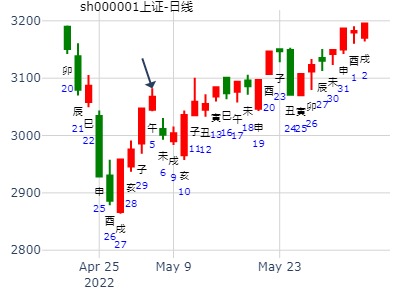 sh000001上证-日线
3200
3100
3000
2900
2800
卯
20
辰
21
巳
22
申
25
酉
26
戌
27
亥
28
子
29
午
5
未
6
戌
9
亥
10
子
11
丑
12
寅
13
巳
16
午
17
未
18
申
19
酉
20
子
23
丑
24
寅
25
卯
26
辰
27
未
30
申
31
酉
1
戌
2
Apr 25
2022
May 9
May 23